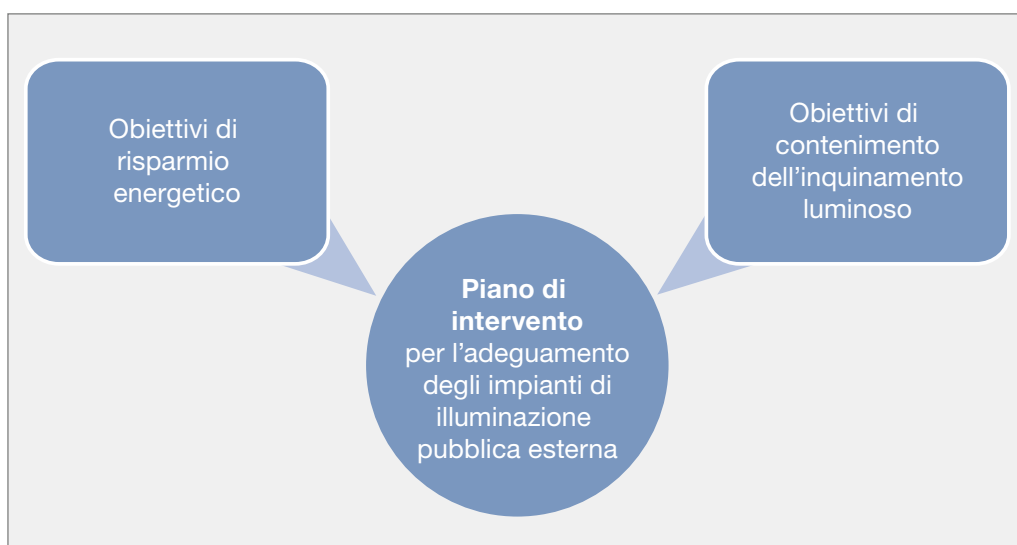 Obiettivi di
risparmio
energetico
Obiettivi di
contenimento
dell’inquinamento
luminoso
Piano di
intervento
per l’adeguamento
degli impianti di
illuminazione
pubblica esterna